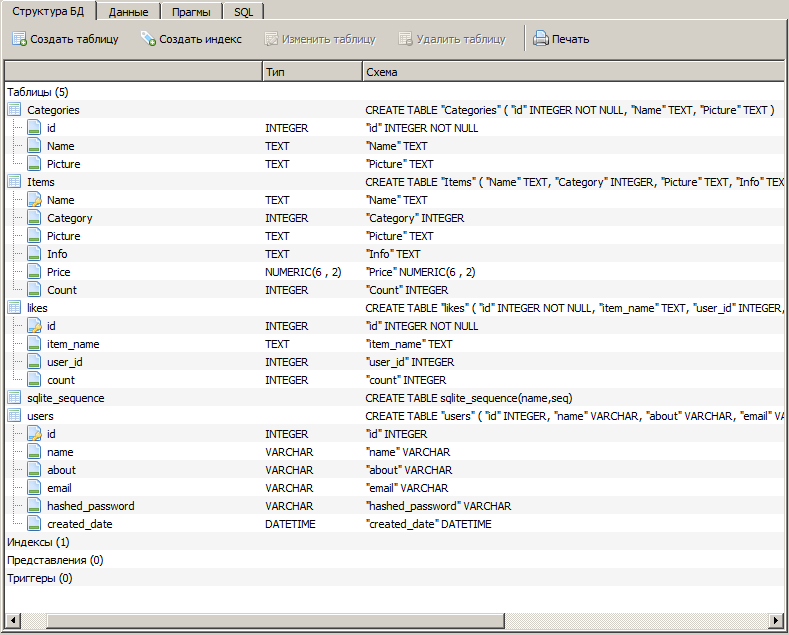 Структура БД Данные Прагмы SQL
Создать таблицу Создать индекс Изменить таблицу Удалить таблицу Печать
Тип Схема
Таблицы (5)
Categories CREATE TABLE "Categories" ( "id" INTEGER NOT NULL, "Name" TEXT, "Picture" TEXT )
id INTEGER "id" INTEGER NOT NULL
Name TEXT "Name" TEXT
Picture TEXT "Picture" TEXT
Items CREATE TABLE "Items" ( "Name" TEXT, "Category" INTEGER, "Picture" TEXT, "Info" TEX
Name TEXT "Name" TEXT
Category INTEGER "Category" INTEGER
Picture TEXT "Picture" TEXT
Info TEXT "Info" TEXT
Price NUMERIC(6 , 2) "Price" NUMERIC(6 , 2)
Count INTEGER "Count" INTEGER
likes CREATE TABLE "likes" ( "id" INTEGER NOT NULL, "item_name" TEXT, "user_id" INTEGER,
id INTEGER "id" INTEGER NOT NULL
item_name TEXT "item_name" TEXT
user_id INTEGER "user_id" INTEGER
count INTEGER "count" INTEGER
sqlite_sequence CREATE TABLE sqlite_sequence(name,seq)
users CREATE TABLE "users" ( "id" INTEGER, "name" VARCHAR, "about" VARCHAR, "email" VA
id INTEGER "id" INTEGER
name VARCHAR "name" VARCHAR
about VARCHAR "about" VARCHAR
email VARCHAR "email" VARCHAR
hashed_password VARCHAR "hashed_password" VARCHAR
created_date DATETIME "created_date" DATETIME
Индексы (1)
Представления (0)
Триггеры (0)